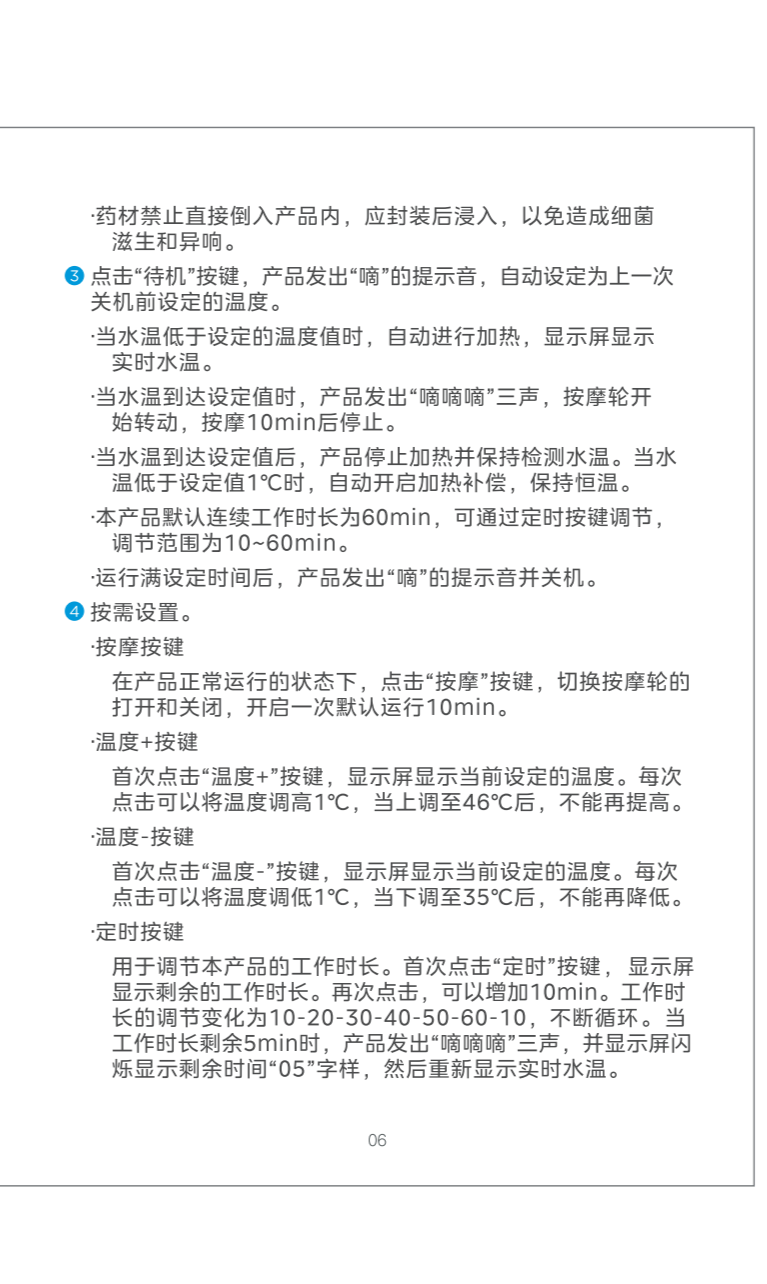 ·药材禁止直接倒入产品内，应封装后浸入，以免造成细菌
滋生和异响。
3 点击“待机”按键，产品发出“嘀”的提示音，自动设定为上一次
关机前设定的温度。
·当水温低于设定的温度值时，自动进行加热，显示屏显示
实时水温。
·当水温到达设定值时，产品发出“嘀嘀嘀”三声，按摩轮开
始转动，按摩10min后停止。
·当水温到达设定值后，产品停止加热并保持检测水温。当水
温低于设定值1℃时，自动开启加热补偿，保持恒温。
·本产品默认连续工作时长为60min，可通过定时按键调节，
调节范围为10~60min。
·运行满设定时间后，产品发出“嘀”的提示音并关机。
4 按需设置。
·按摩按键
在产品正常运行的状态下，点击“按摩”按键，切换按摩轮的
打开和关闭，开启一次默认运行10min。
·温度+按键
首次点击“温度+”按键，显示屏显示当前设定的温度。每次
点击可以将温度调高1℃，当上调至46℃后，不能再提高。
·温度-按键
首次点击“温度-”按键，显示屏显示当前设定的温度。每次
点击可以将温度调低1℃，当下调至35℃后，不能再降低。
·定时按键
用于调节本产品的工作时长。首次点击“定时”按键，显示屏
显示剩余的工作时长。再次点击，可以增加10min。工作时
长的调节变化为10-20-30-40-50-60-10，不断循环。当
工作时长剩余5min时，产品发出“嘀嘀嘀”三声，并显示屏闪
烁显示剩余时间“05”字样，然后重新显示实时水温。
06